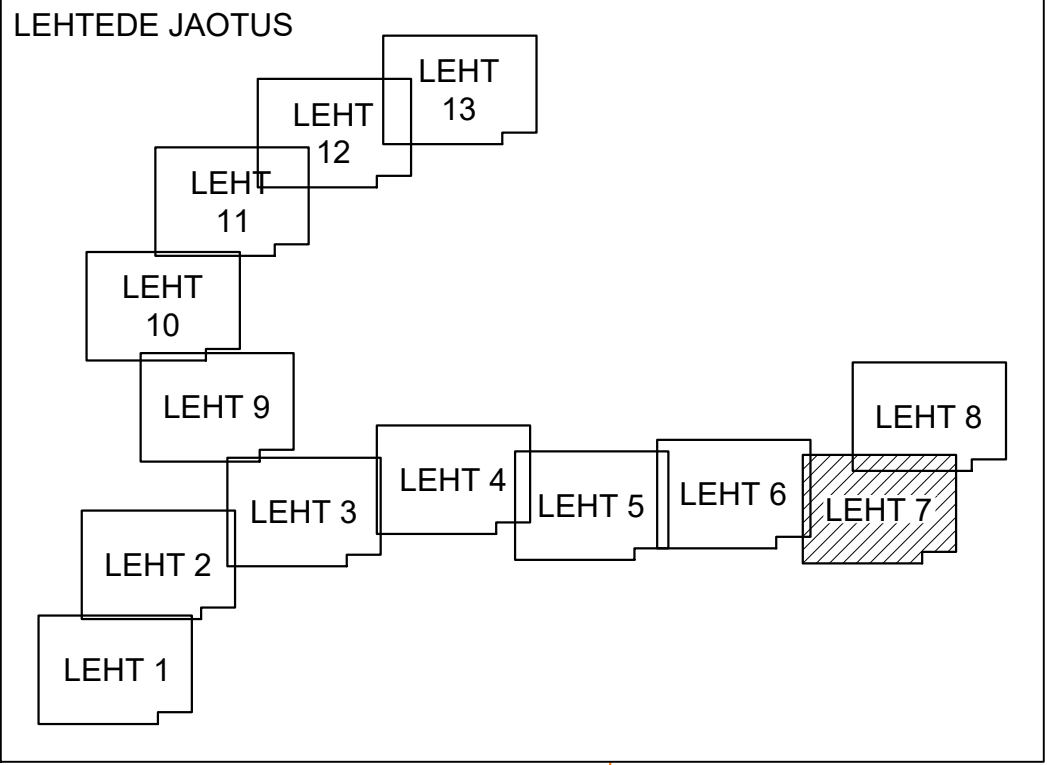 LEHTEDE JAOTUS
LEHT
13
LEHT
12
LEHT
11
LEHT
10
LEHT 9
LEHT 8
LEHT 4
LEHT 6
LEHT 5
LEHT 3
LEHT 7
LEHT 2
LEHT 1